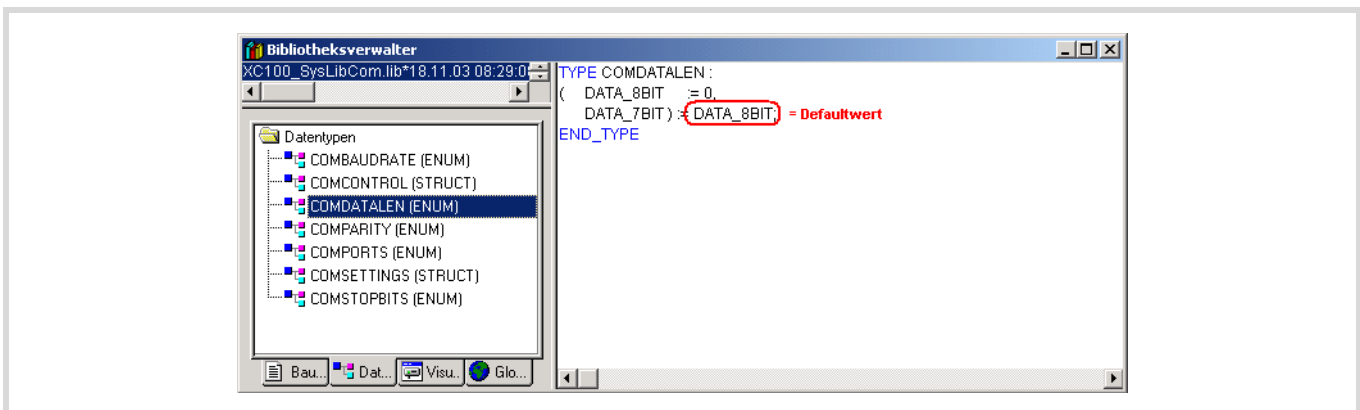 Bibliotheksverwalter
XC100_SysLibCom.lib*18.11.03 08:29:0
Datentypen
COMBAUDRATE (ENUM)
COMCONTROL (STRUCT)
COMDATALEN (ENUM)
COMPARITY (ENUM)
COMPORTS (ENUM)
COMSETTINGS (STRUCT)
COMSTOPBITS (ENUM)
Bau... Dat... Visu.. Glo...
TYPE COMDATALEN :
( DATA_8BIT := 0,
DATA_7BIT ) := DATA_8BIT; = Defaultwert
END_TYPE